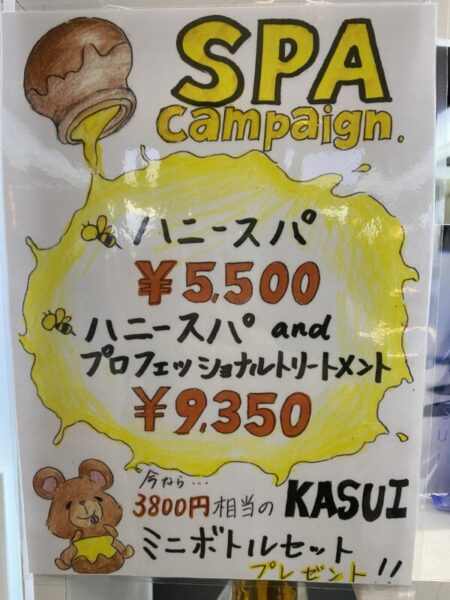 SPA
Campaign.
ハニースパ
¥5,500
ハニースパ and
プロフェッショナルトリートメント
¥9,350
今なら...
3800円相当の KASUI
ミニボトルセット
プレゼント!!